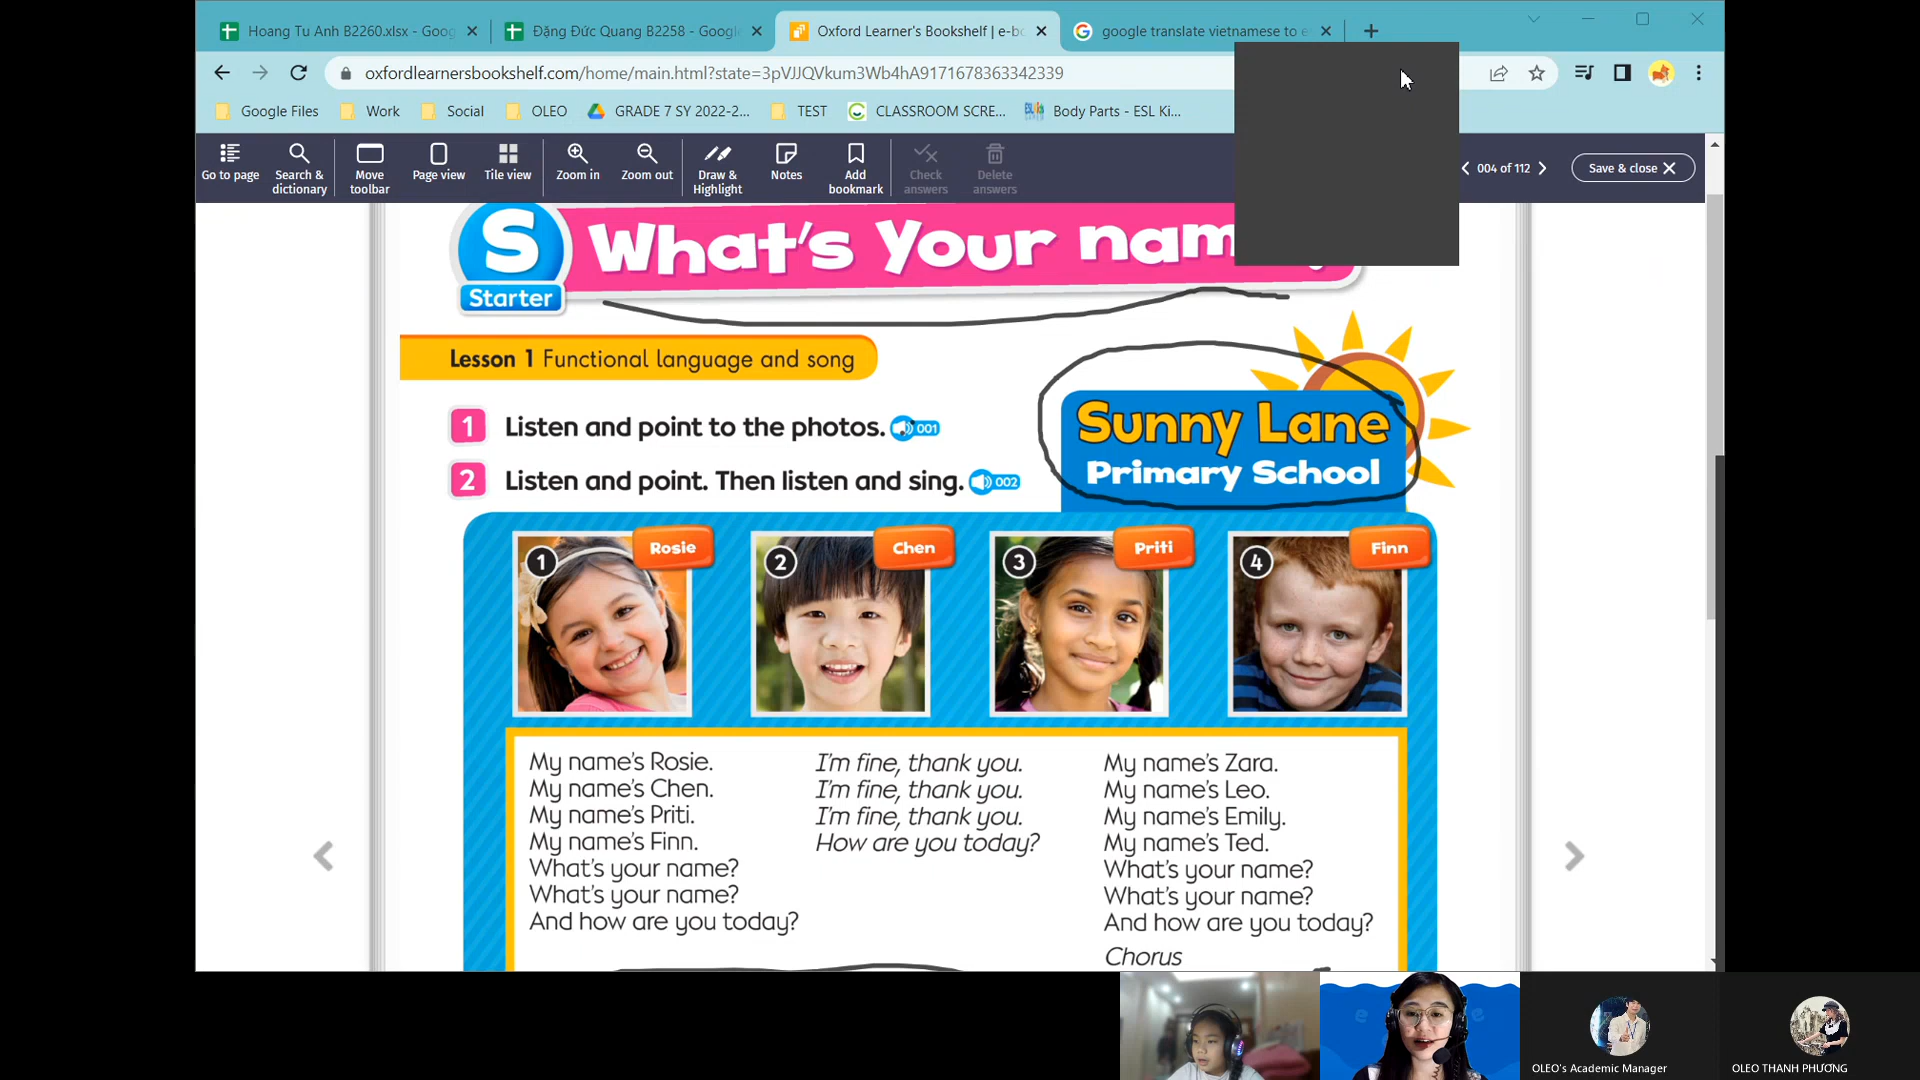 Hoang Tu Anh B2260.xlsx - Goog
Đặng Đức Quang B2258 - Google
Oxford Learner's Bookshelf | e-bo
google translate vietnamese to e
oxfordlearnersbookshelf.com/home/main.html?state=3pVJJQVkum3Wb4hA9171678363342339
Google Files
Work
Social
OLEO
GRADE 7 SY 2022-2...
TEST
CLASSROOM SCRE...
Body Parts - ESL Ki...
Go to page
Search & dictionary
Move toolbar
Page view
Tile view
Zoom in
Zoom out
Draw & Highlight
Notes
Add bookmark
Check answers
Delete answers
004 of 112
Save & close
S
Starter
What's your nam
Lesson 1 Functional language and song
1 Listen and point to the photos. 001
2 Listen and point. Then listen and sing. 002
Sunny Lane
Primary School
1 Rosie
2 Chen
3 Priti
4 Finn
My name's Rosie.
My name's Chen.
My name's Priti.
My name's Finn.
What's your name?
What's your name?
And how are you today?
I'm fine, thank you.
I'm fine, thank you.
I'm fine, thank you.
How are you today?
My name's Zara.
My name's Leo.
My name's Emily.
My name's Ted.
What's your name?
What's your name?
And how are you today?
Chorus
OLEO's Academic Manager
OLEO THANH PHƯƠNG